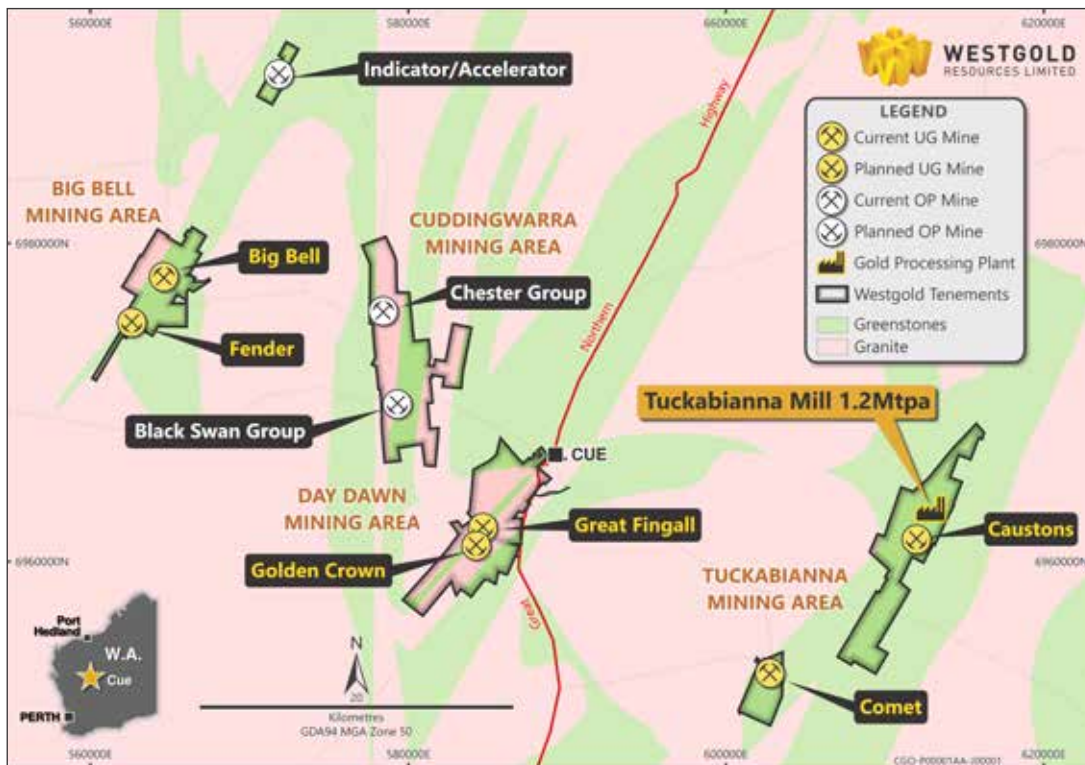 560000E
580000E
660000E
620000E
WESTGOLD
RESOURCES LIMITED
Indicator/Accelerator
Highway
LEGEND
Current UG Mine
Planned UG Mine
Current OP Mine
Planned OP Mine
Gold Processing Plant
Westgold Tenements
Greenstones
Granite
BIG BELL
MINING AREA
CUDDINGWARRA
MINING AREA
6980000N
6980000N
Big Bell
Chester Group
Fender
Northern
Tuckabianna Mill 1.2Mtpa
Black Swan Group
CUE
DAY DAWN
MINING AREA
Great Fingall
Caustons
Golden Crown
6960000N
6960000N
TUCKABIANNA
MINING AREA
Great
Port
Hedland
W.A.
Cue
PERTH
N
20
Kilometres
GDA94 MGA Zone 50
Comet
560000E
580000E
600000E
620000E
CGO-P00061AA-J00001